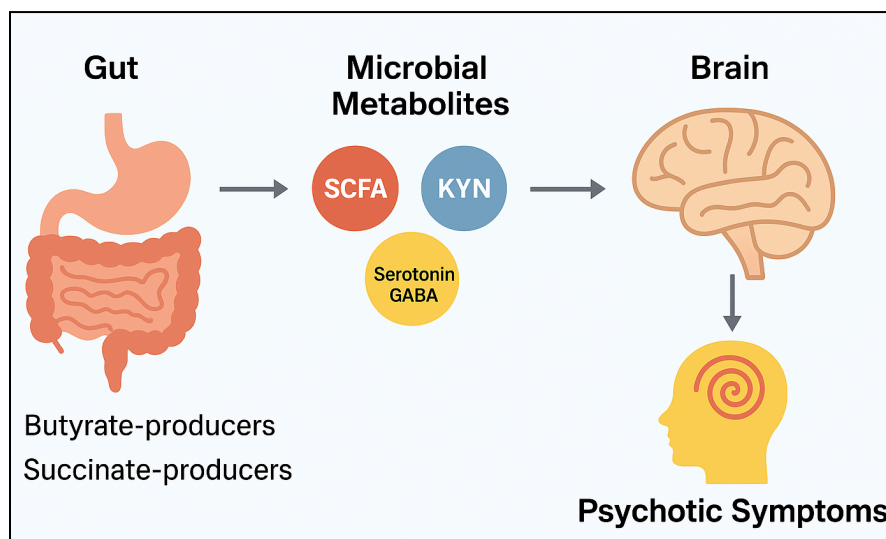 Gut
Microbial
Metabolites
Brain
SCFA
KYN
Serotonin
GABA
Butyrate-producers
Succinate-producers
Psychotic Symptoms